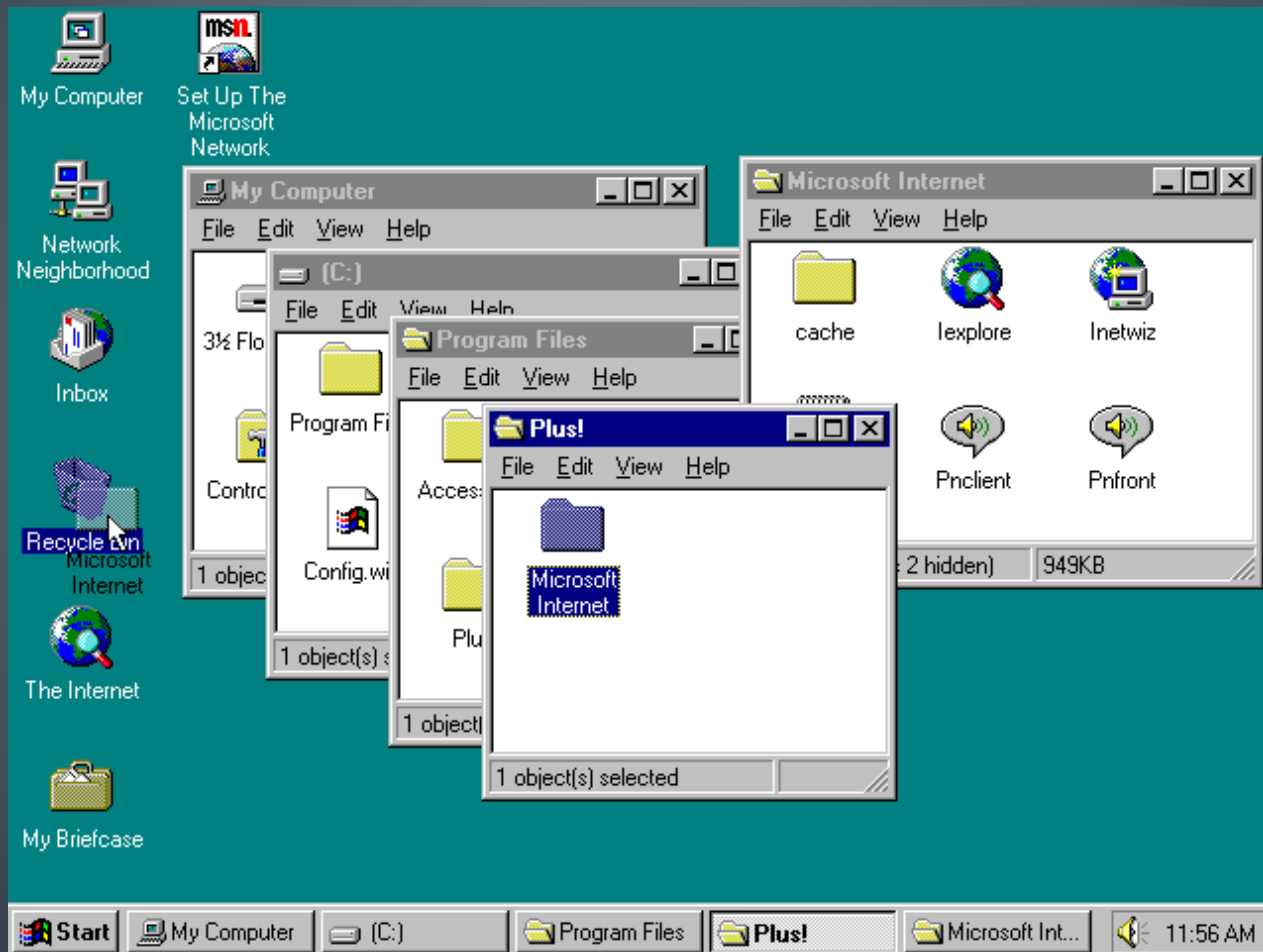 My Computer
msn.
Set Up The
Microsoft
Network
Network
Neighborhood
Inbox
Recycle Bin
Microsoft
Internet
The Internet
My Briefcase
My Computer
File Edit View Help
3½ Flo
Contro
1 objec
(C:)
File Edit View Help
Program Fi
Config.wi
1 object(s) s
Program Files
File Edit View Help
Access
Plu
1 object(
Plus!
File Edit View Help
Microsoft
Internet
1 object(s) selected
Microsoft Internet
File Edit View Help
cache Iexplore Inetwiz
Pnclient Pnfront
2 hidden) 949KB
Start My Computer (C:) Program Files Plus! Microsoft Int... 11:56 AM